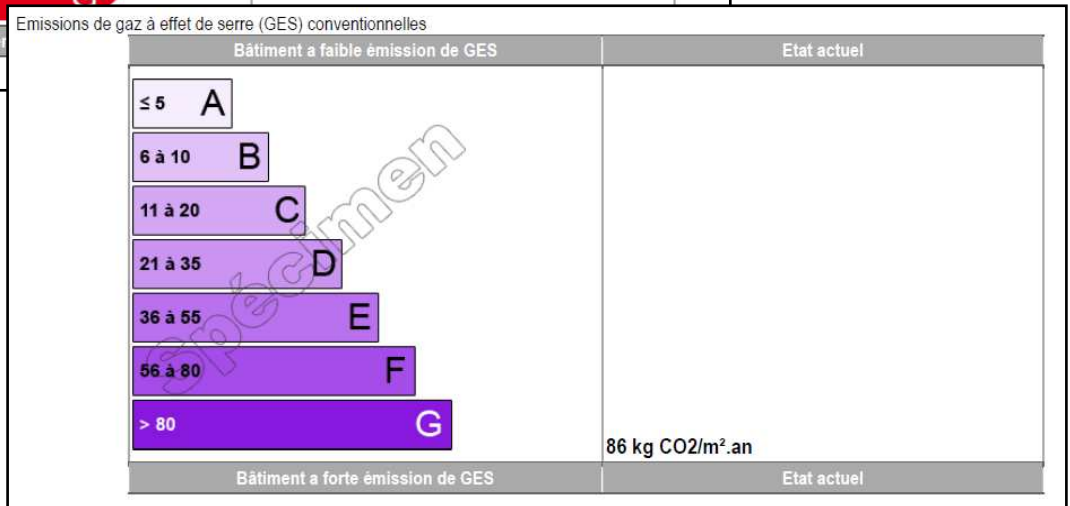 Emissions de gaz à effet de serre (GES) conventionnelles
Bâtiment a faible émission de GES
Etat actuel
≤ 5 A
6 à 10 B
11 à 20 C
21 à 35 D
36 à 55 E
56 à 80 F
> 80 G
Spécimen
86 kg CO2/m².an
Bâtiment a forte émission de GES
Etat actuel